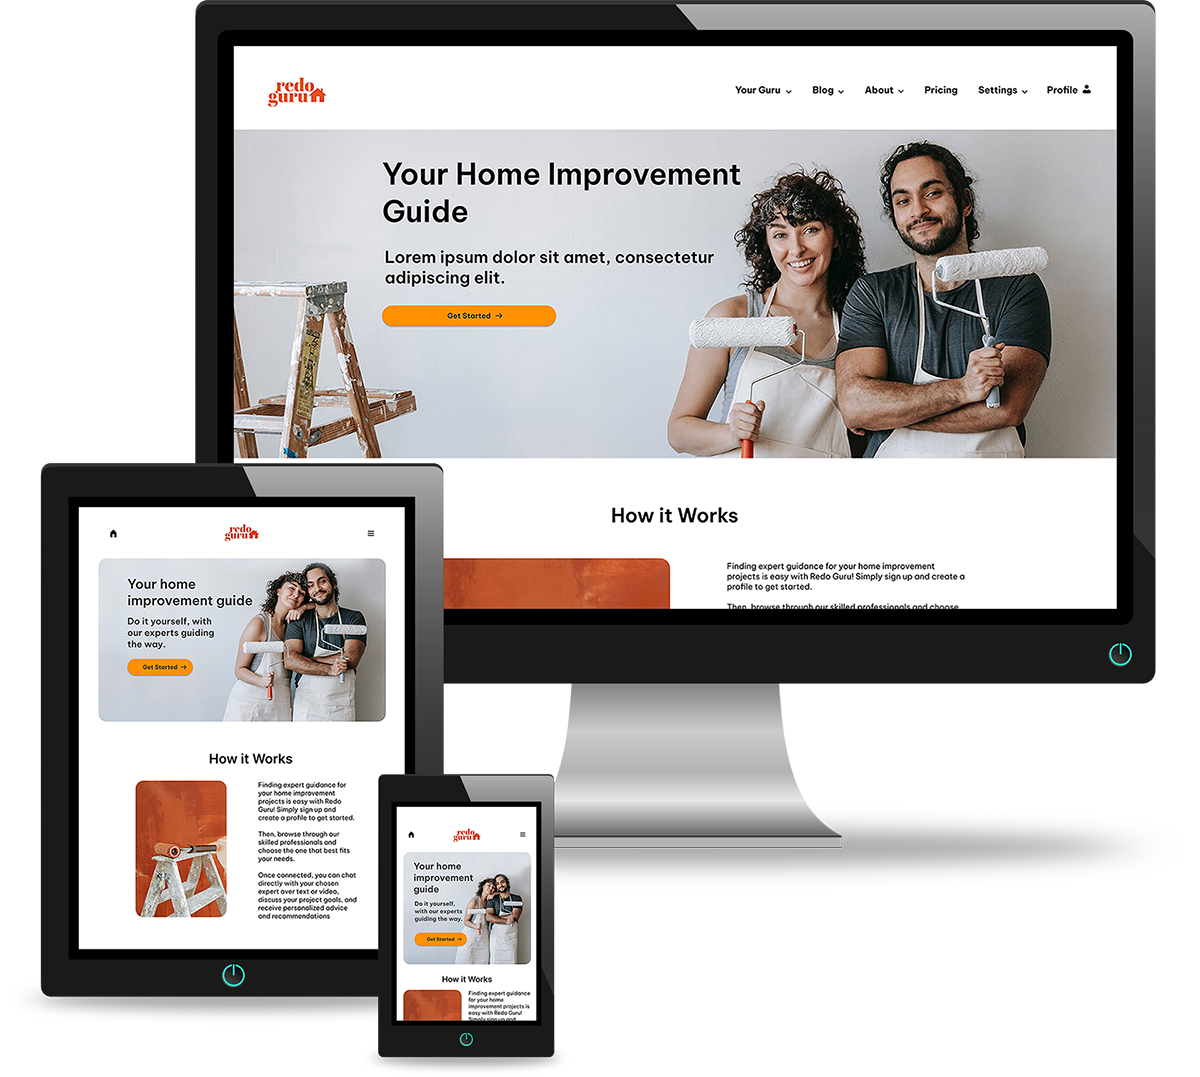 redo
guru
Your Guru
Blog
About
Pricing
Settings
Profile
Your Home Improvement
Guide
Lorem ipsum dolor sit amet, consectetur
adipiscing elit.
Get Started →
How it Works
Finding expert guidance for your home improvement
projects is easy with Redo Guru! Simply sign up and create a
profile to get started.
Then, browse through our skilled professionals and choose
redo
guru
Your home
improvement guide
Do it yourself, with
our experts guiding
the way.
Get Started →
How it Works
Finding expert guidance for
your home improvement
projects is easy with Redo
Guru! Simply sign up and
create a profile to get started.
Then, browse through our
skilled professionals and
choose the one that best fits
your needs.
Once connected, you can chat
directly with your chosen
expert over text or video,
discuss your project goals, and
receive personalized advice
and recommendations
redo
guru
Your home
improvement
guide
Do it yourself,
with our experts
guiding the way.
Get Started →
How it Works
Finding expert guidance
for your home
improvement projects is
easy with Redo Guru!
Simply sign up and